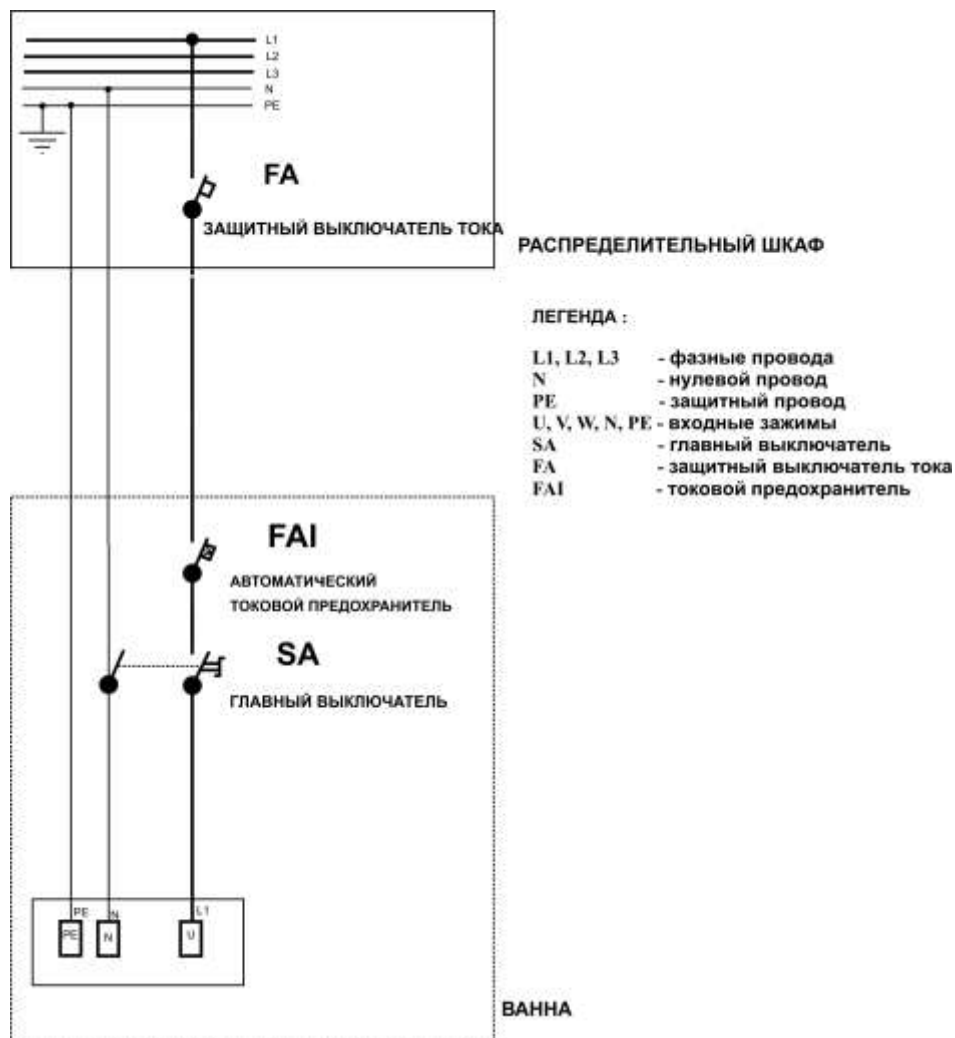 L1
L2
L3
N
PE
FA
ЗАЩИТНЫЙ ВЫКЛЮЧАТЕЛЬ ТОКА
РАСПРЕДЕЛИТЕЛЬНЫЙ ШКАФ
ЛЕГЕНДА :
L1, L2, L3 - фазные провода
N - нулевой провод
PE - защитный провод
U, V, W, N, PE - входные зажимы
SA - главный выключатель
FA - защитный выключатель тока
FAI - токовой предохранитель
FAI
АВТОМАТИЧЕСКИЙ
ТОКОВОЙ ПРЕДОХРАНИТЕЛЬ
SA
ГЛАВНЫЙ ВЫКЛЮЧАТЕЛЬ
PE N L1
PE N U
ВАННА